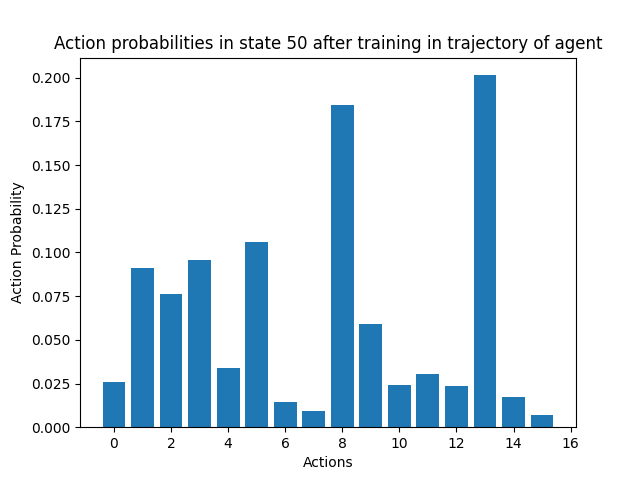 Action probabilities in state 50 after training in trajectory of agent
0.200
0.175
0.150
0.125
0.100
0.075
0.050
0.025
0.000
Action Probability
0 2 4 6 8 10 12 14 16
Actions